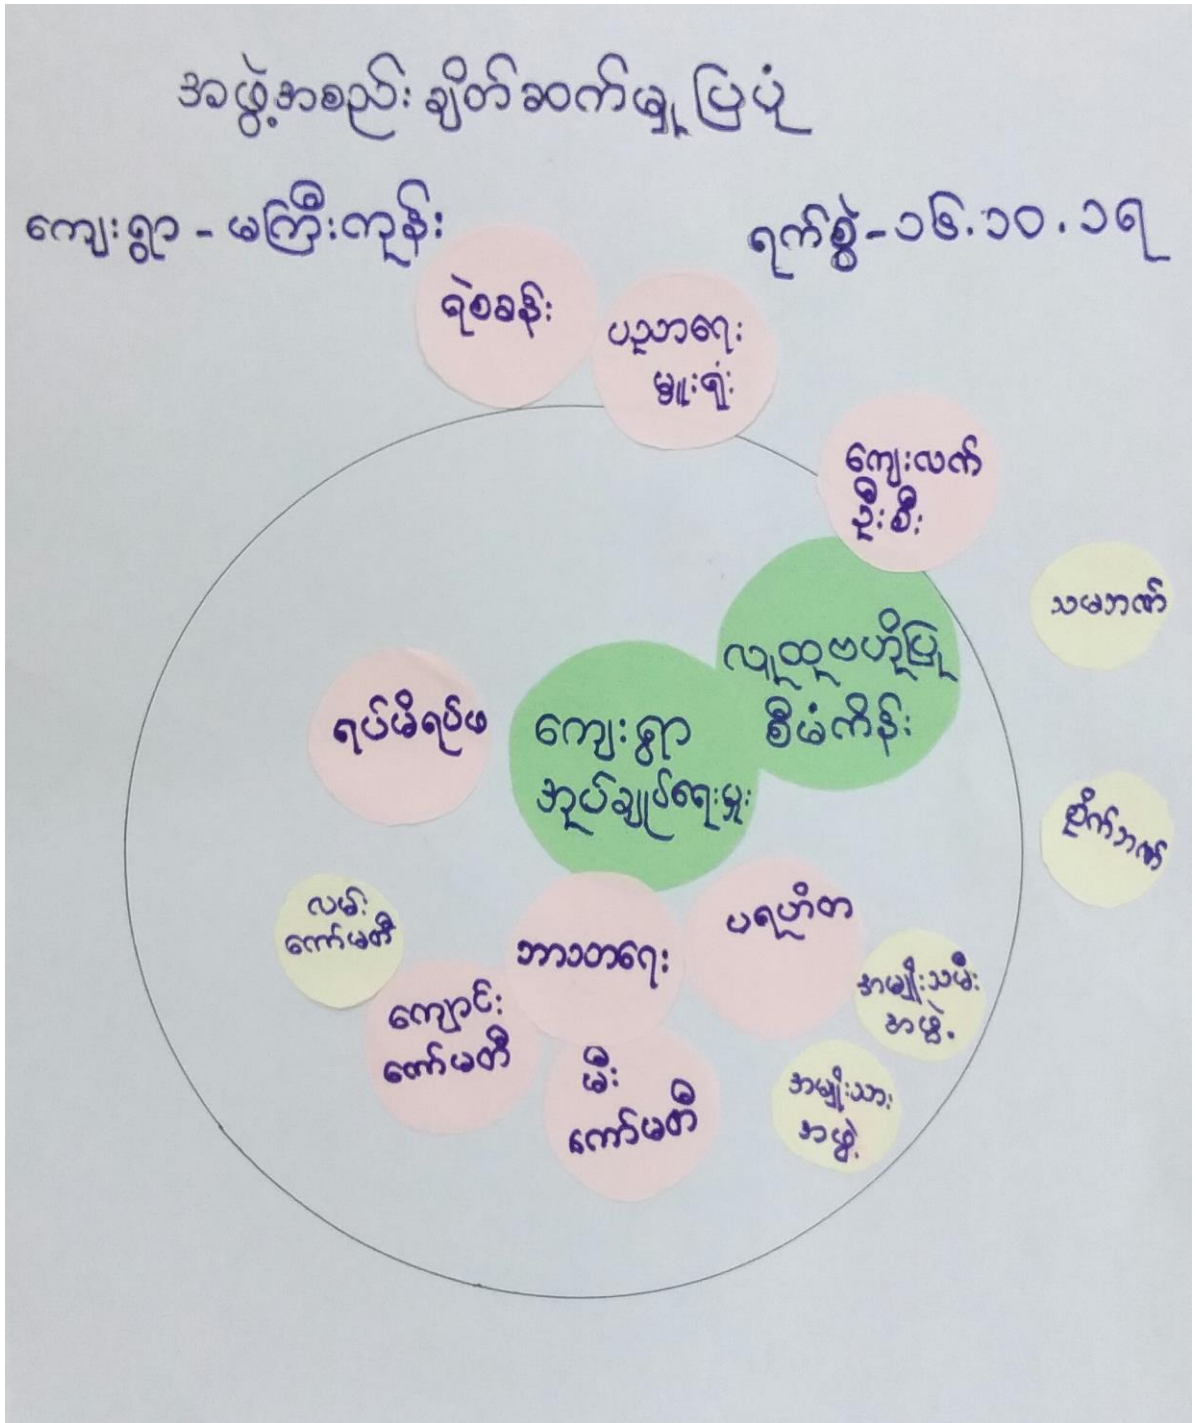 အဖွဲ့အစည်းချိတ်ဆက်မှုပြပုံ
ကျေးရွာ - မကြီးကုန်း
ရက်စွဲ-၁၆.၁၀.၁၇
ရဲစခန်း
ပညာရေး
မှူးရုံး
ကျေးလက်
ဦးစီး
သမဘဏ်
လူထုဗဟိုပြု
စီမံကိန်း
ရပ်မိရပ်ဖ
ကျေးရွာ
အုပ်ချုပ်ရေးမှူး
စိုက်ဘဏ်
လမ်း
ကော်မတီ
ဘာသာရေး
ပရဟိတ
အမျိုးသမီး
အဖွဲ့
ကျောင်း
ကော်မတီ
မီး
ကော်မတီ
အမျိုးသား
အဖွဲ့